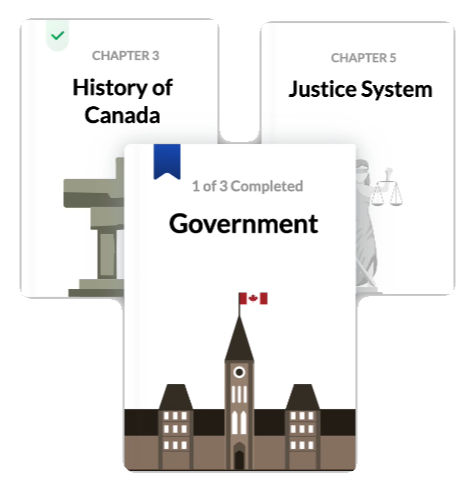 CHAPTER 3
History of
Canada
CHAPTER 5
Justice System
1 of 3 Completed
Government